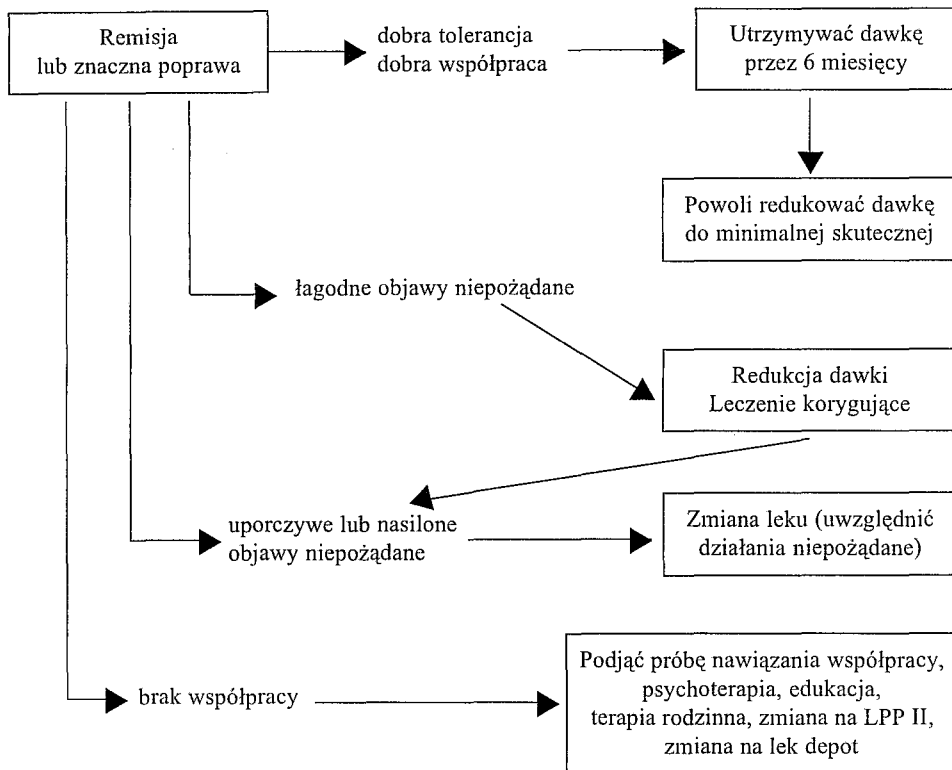 Remisja
lub znaczna poprawa
dobra tolerancja
dobra współpraca
Utrzymywać dawkę
przez 6 miesięcy
Powoli redukować dawkę
do minimalnej skutecznej
łagodne objawy niepożądane
Redukcja dawki
Leczenie korygujące
uporczywe lub nasilone
objawy niepożądane
Zmiana leku (uwzględnić
działania niepożądane)
brak współpracy
Podjąć próbę nawiązania współpracy,
psychoterapia, edukacja,
terapia rodzinna, zmiana na LPP II,
zmiana na lek depot